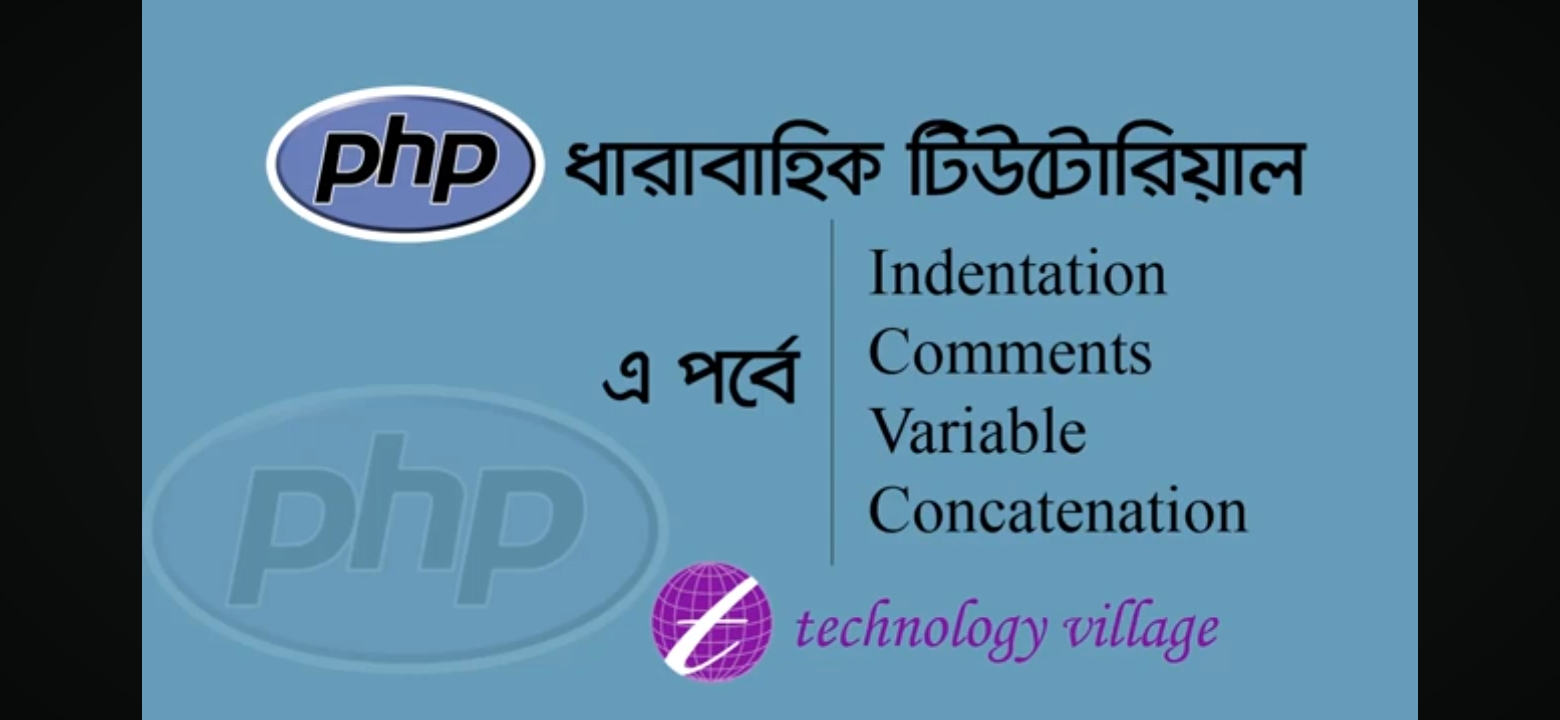 php ধারাবাহিক টিউটোরিয়াল
Indentation
Comments
এ পর্বে
Variable
Concatenation
php
technology village